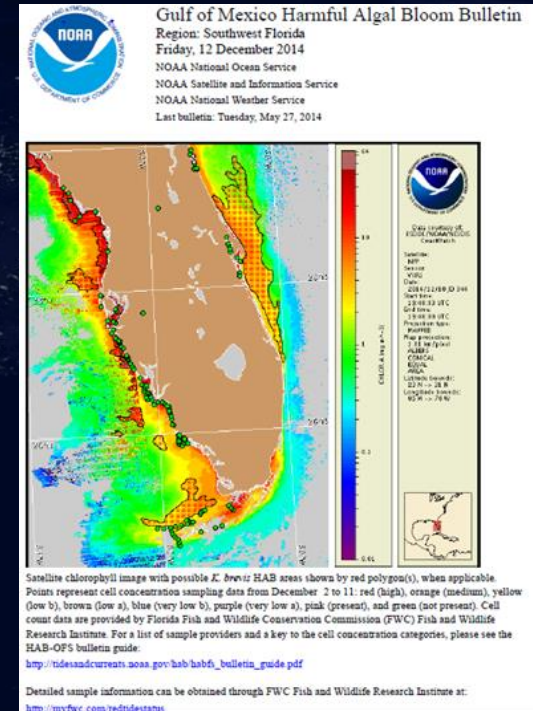 Gulf of Mexico Harmful Algal Bloom Bulletin
Region: Southwest Florida
Friday, 12 December 2014
NOAA National Ocean Service
NOAA Satellite and Information Service
NOAA National Weather Service
Last bulletin: Tuesday, May 27, 2014
NOAA
NOAA
Satellite chlorophyll image with possible K. brevis HAB areas shown by red polygon(s), when applicable.
Points represent cell concentration sampling data from December 2 to 11: red (high), orange (medium), yellow
(low b), brown (low a), blue (very low b), purple (very low a), pink (present), and green (not present). Cell
count data are provided by Florida Fish and Wildlife Conservation Commission (FWC) Fish and Wildlife
Research Institute. For a list of sample providers and a key to the cell concentration categories, please see the
HAB-OFS bulletin guide:
http://tidesandcurrents.noaa.gov/hab/habfs_bulletin_guide.pdf
Detailed sample information can be obtained through FWC Fish and Wildlife Research Institute at:
http://myfwc.com/redtidestatus